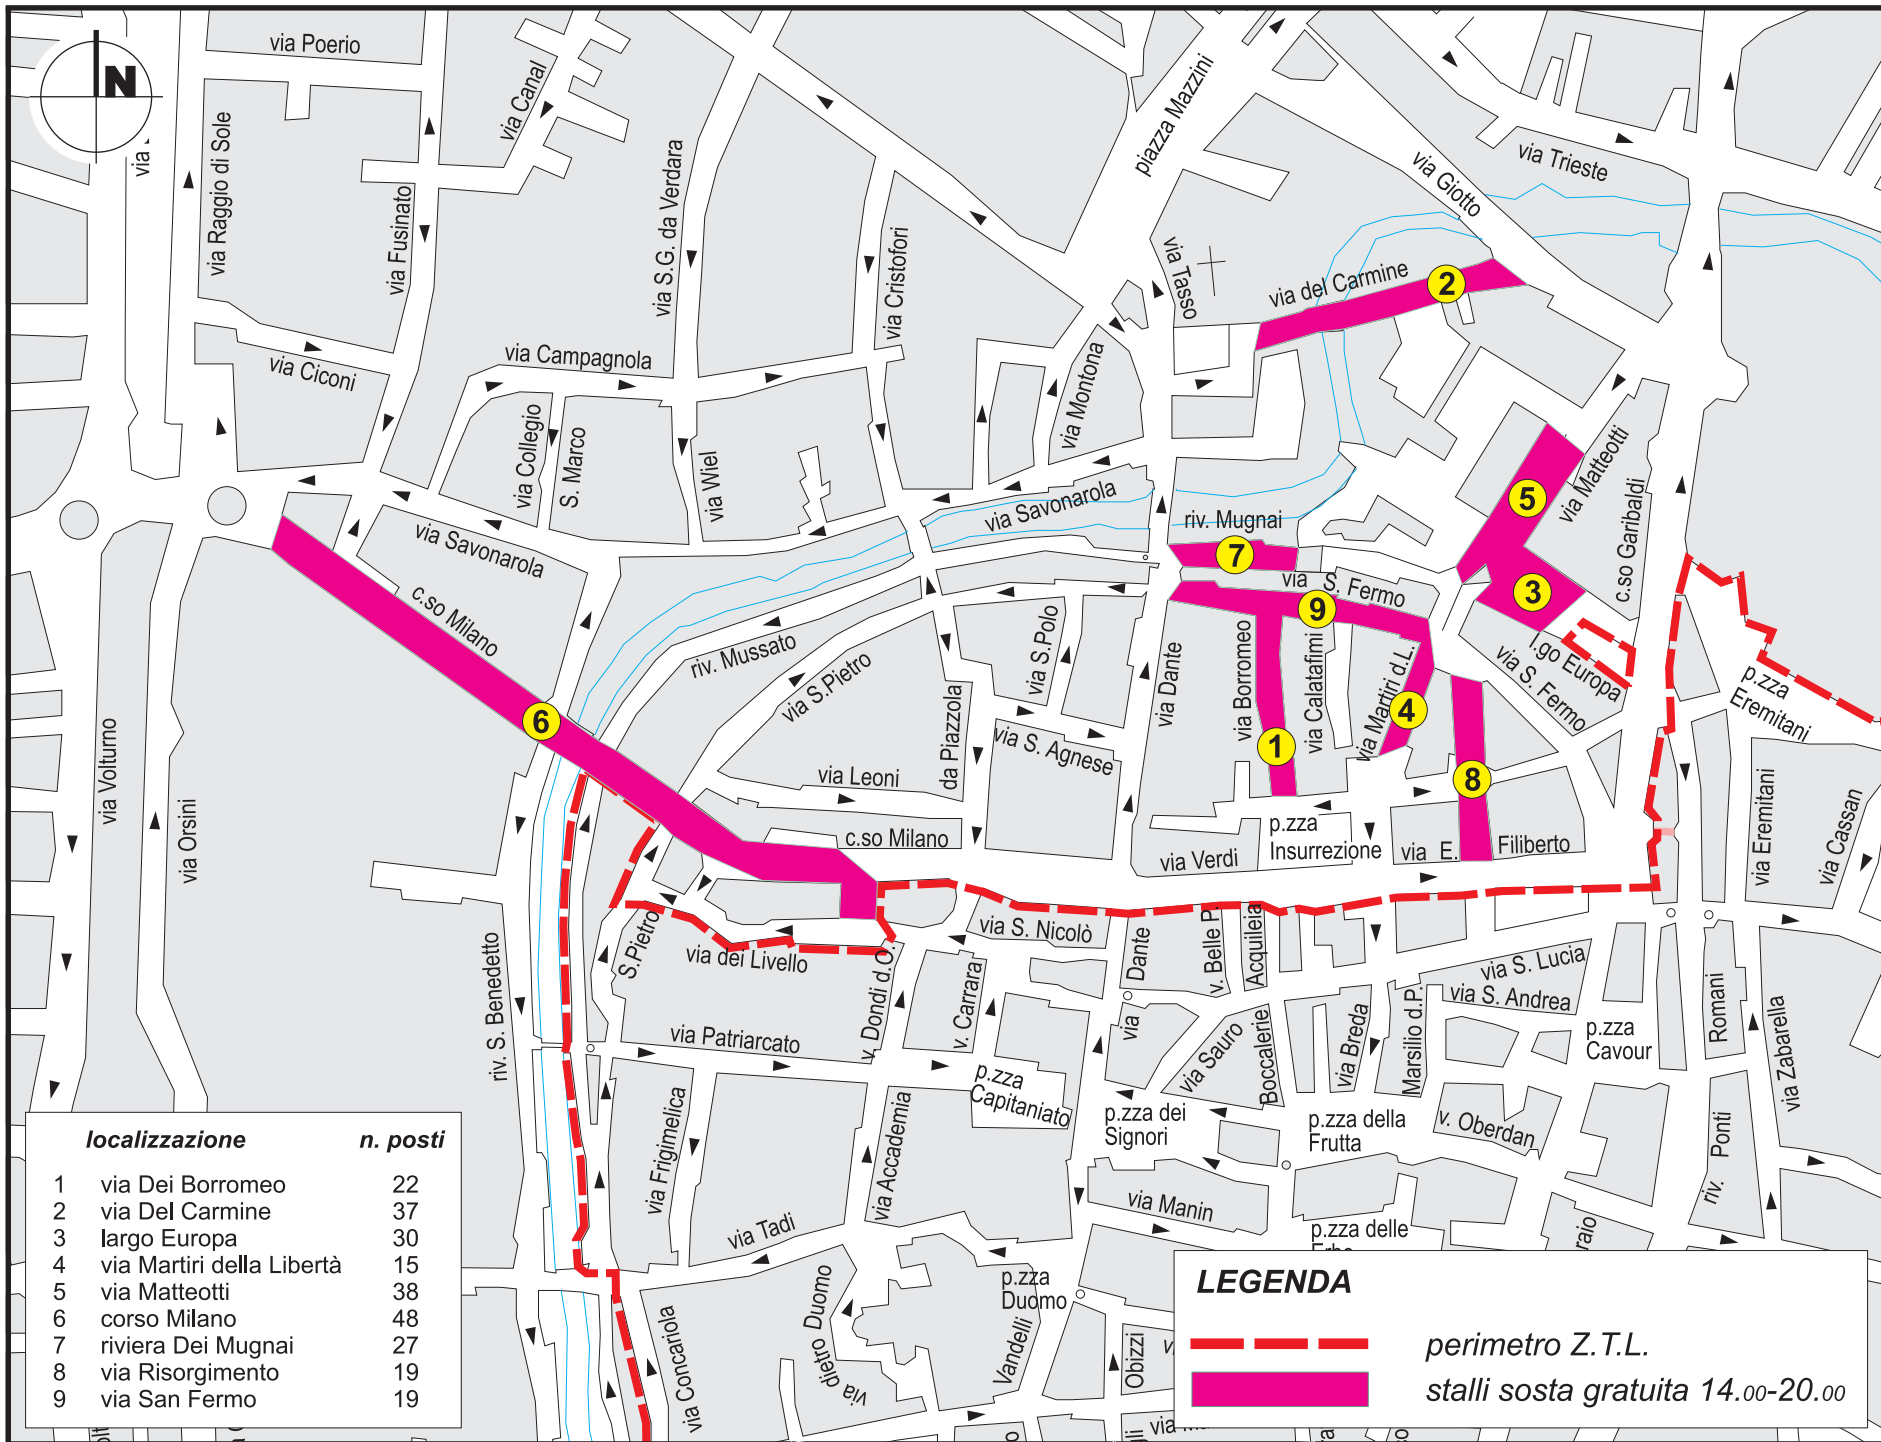 N
via Poerio
via Canal
via
via Raggio di Sole
via Fusinato
via S.G. da Verdara
via Cristofori
piazza Mazzini
via Tasso
via Giotto
via Trieste
via del Carmine
2
via Ciconi
via Campagnola
via Collegio
S. Marco
via Wiel
via Montona
via Savonarola
via Savonarola
riv. Mugnai
7
via S. Fermo
9
5
via Matteotti
c.so Garibaldi
3
l.go Europa
via S. Fermo
p.zza
Eremitani
c.so Milano
6
riv. Mussato
via S.Pietro
via S.Polo
da Piazzola
via S. Agnese
via Dante
via Borromeo
1
via Calatafimi
via Martiri d.L.
4
8
via Leoni
c.so Milano
via Verdi
p.zza
Insurrezione
via E. Filiberto
via Volturno
via Orsini
via Eremitani
via Cassan
riv. S. Benedetto
S.Pietro
via dei Livello
v. Dondi d.O.
v. Carrara
via S. Nicolò
via Dante
v. Belle P.
Acquileia
via S. Lucia
via S. Andrea
p.zza
Cavour
Romani
via Zabarella
via Patriarcato
p.zza
Capitaniato
via Sauro
Boccalerie
via Breda
Marsilio d.P.
p.zza dei
Signori
p.zza della
Frutta
v. Oberdan
riv. Ponti
via Frigimelica
via Accademia
via Tadi
via Manin
p.zza delle
Erbe
raio
p.zza
Duomo
via dietro Duomo
Vandelli
Obizzi
via Concariola
localizzazione n. posti
1 via Dei Borromeo 22
2 via Del Carmine 37
3 largo Europa 30
4 via Martiri della Libertà 15
5 via Matteotti 38
6 corso Milano 48
7 riviera Dei Mugnai 27
8 via Risorgimento 19
9 via San Fermo 19
LEGENDA
perimetro Z.T.L.
stalli sosta gratuita 14.00-20.00